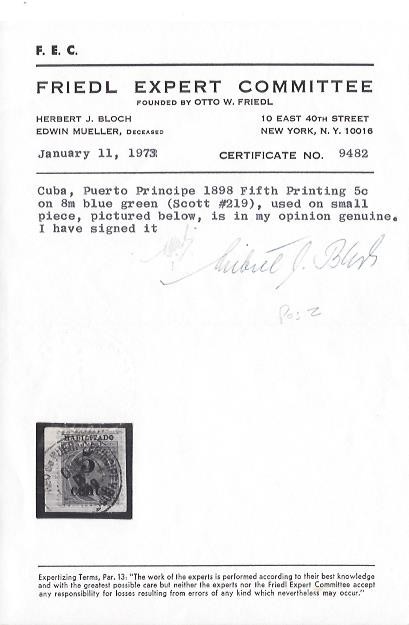 F. E. C.
FRIEDL EXPERT COMMITTEE
FOUNDED BY OTTO W. FRIEDL
HERBERT J. BLOCH 10 EAST 40TH STREET
EDWIN MUELLER, DECEASED NEW YORK, N. Y. 10016
January 11, 1973 CERTIFICATE NO. 9482
Cuba, Puerto Principe 1898 Fifth Printing 5c
on 8m blue green (Scott #219), used on small
piece, pictured below, is in my opinion genuine.
I have signed it
Herbert J. Bloch
Pos 2
HABILITADO
5
cents
Expertizing Terms, Par. 13: "The work of the experts is performed according to their best knowledge
and with the greatest possible care but neither the experts nor the Friedl Expert Committee accept
any responsibility for losses resulting from errors of any kind which nevertheless may occur."